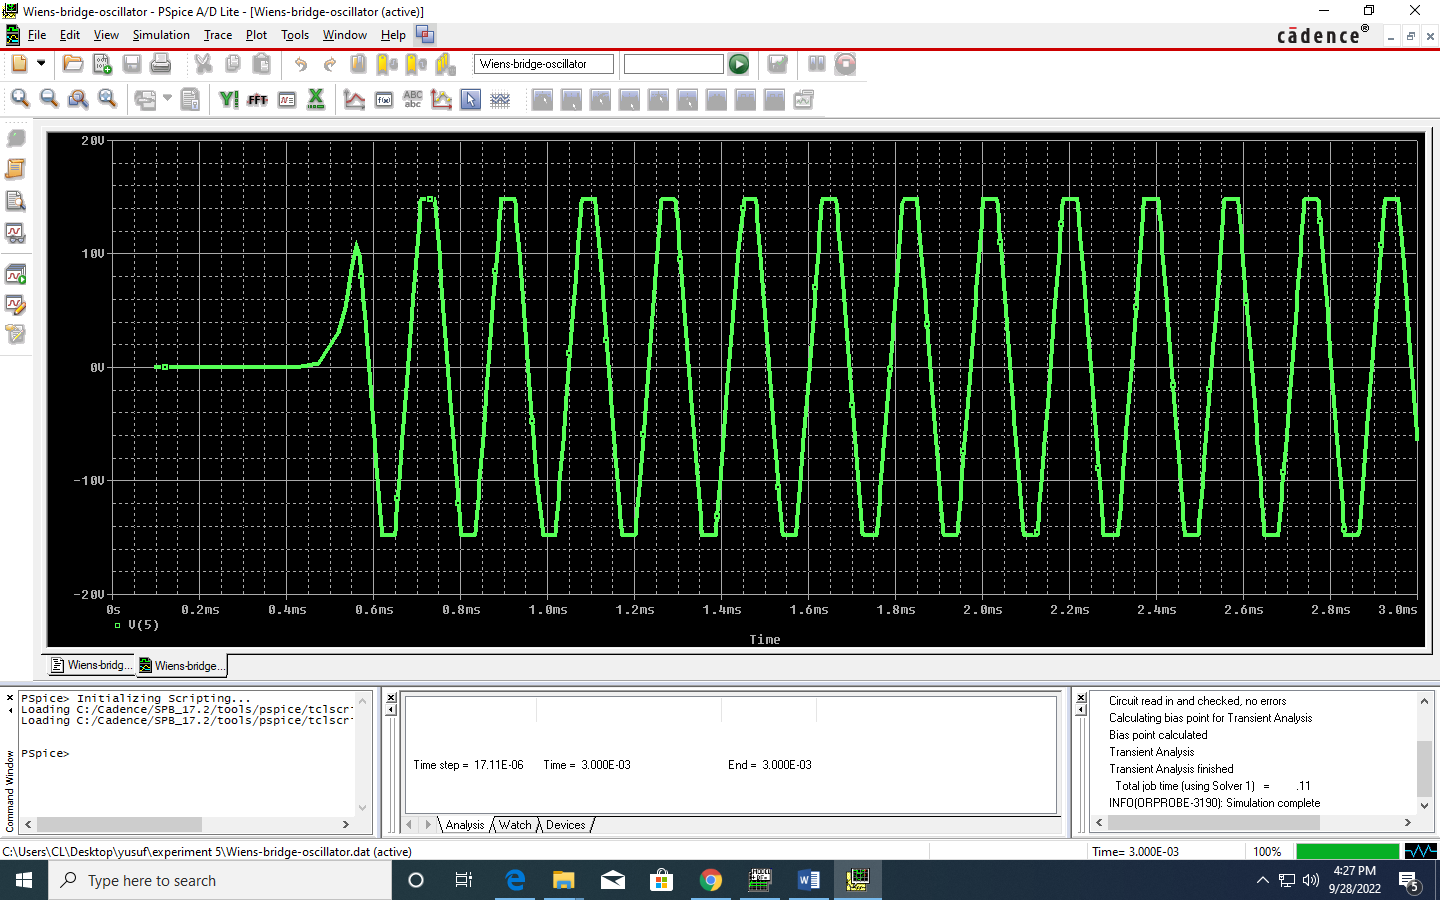 Wiens-bridge-oscillator - PSpice A/D Lite - [Wiens-bridge-oscillator (active)]
File Edit View Simulation Trace Plot Tools Window Help
cādence®
Wiens-bridge-oscillator
FFT
ABC
abc
20V
10V
0V
-10V
-20V
0s 0.2ms 0.4ms 0.6ms 0.8ms 1.0ms 1.2ms 1.4ms 1.6ms 1.8ms 2.0ms 2.2ms 2.4ms 2.6ms 2.8ms 3.0ms
V(5)
Time
Wiens-bridg... Wiens-bridge...
Command Window
PSpice> Initializing Scripting...
Loading C:/Cadence/SPB_17.2/tools/pspice/tclscr
Loading C:/Cadence/SPB_17.2/tools/pspice/tclscr
PSpice>
Time step = 17.11E-06 Time = 3.000E-03 End = 3.000E-03
Analysis Watch Devices
Circuit read in and checked, no errors
Calculating bias point for Transient Analysis
Bias point calculated
Transient Analysis
Transient Analysis finished
Total job time (using Solver 1) = .11
INFO(ORPROBE-3190): Simulation complete
C:\Users\CL\Desktop\yusuf\experiment 5\Wiens-bridge-oscillator.dat (active)
Time= 3.000E-03 100%
Type here to search
4:27 PM
9/28/2022
5